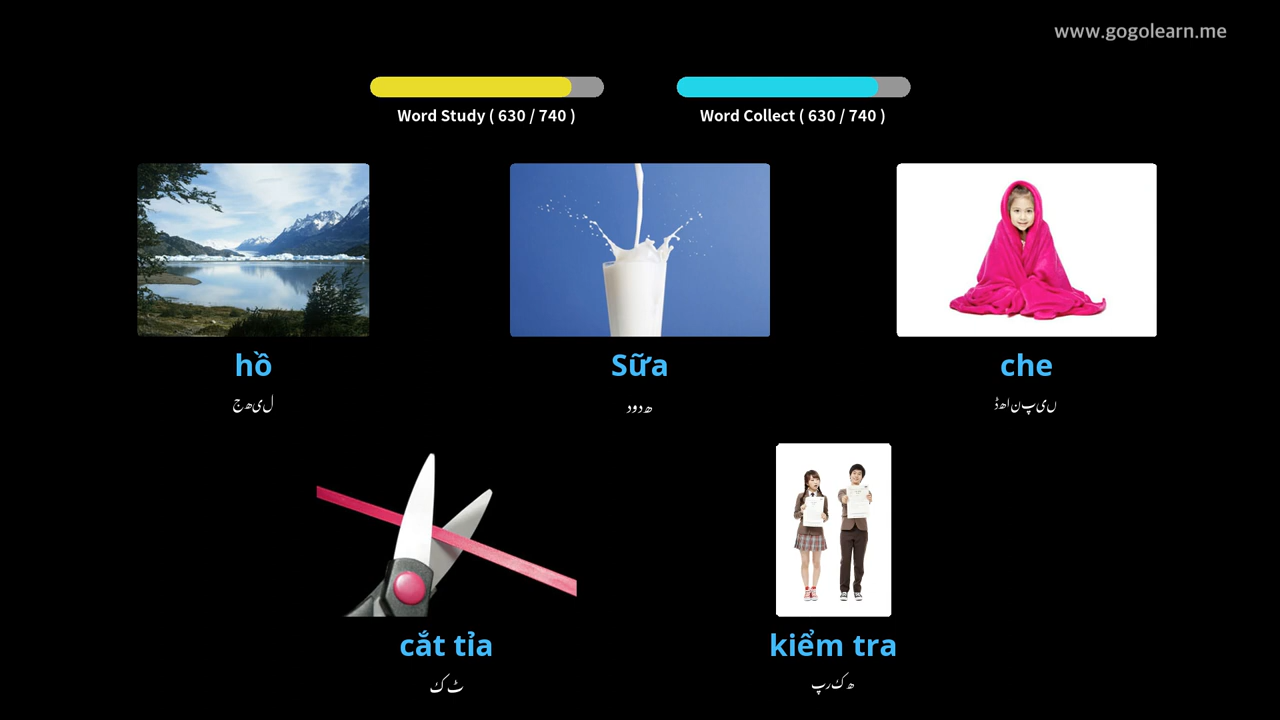 www.gogolearn.me
Word Study ( 630 / 740 ) Word Collect ( 630 / 740 )
hồ Sữa che
لیھج ھدود ںیپناھڈ
cắt tỉa kiểm tra
ٹک ھکرپ